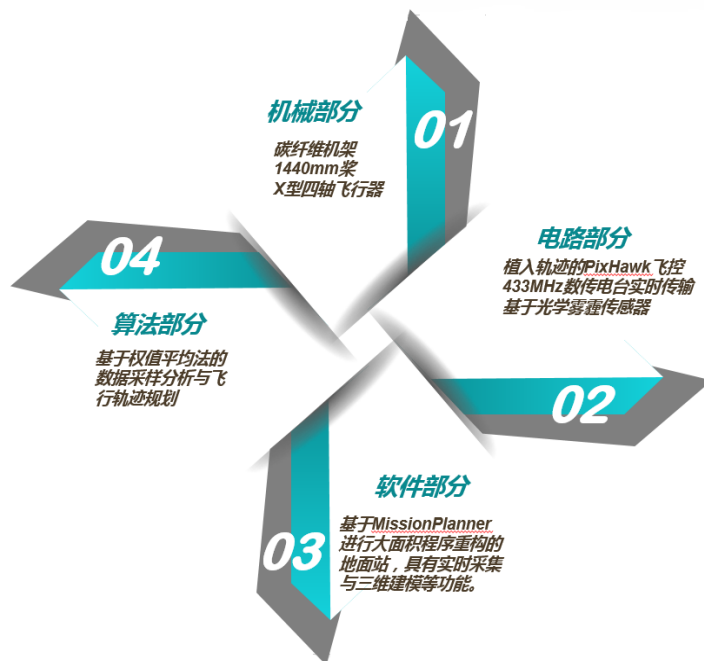 机械部分
01
碳纤维机架
1440mm桨
X型四轴飞行器
电路部分
植入轨迹的PixHawk飞控
433MHz数传电台实时传输
基于光学雾霾传感器
02
软件部分
基于MissionPlanner
进行大面积程序重构的
地面站，具有实时采集
与三维建模等功能。
03
04
算法部分
基于权值平均法的
数据采样分析与飞
行轨迹规划